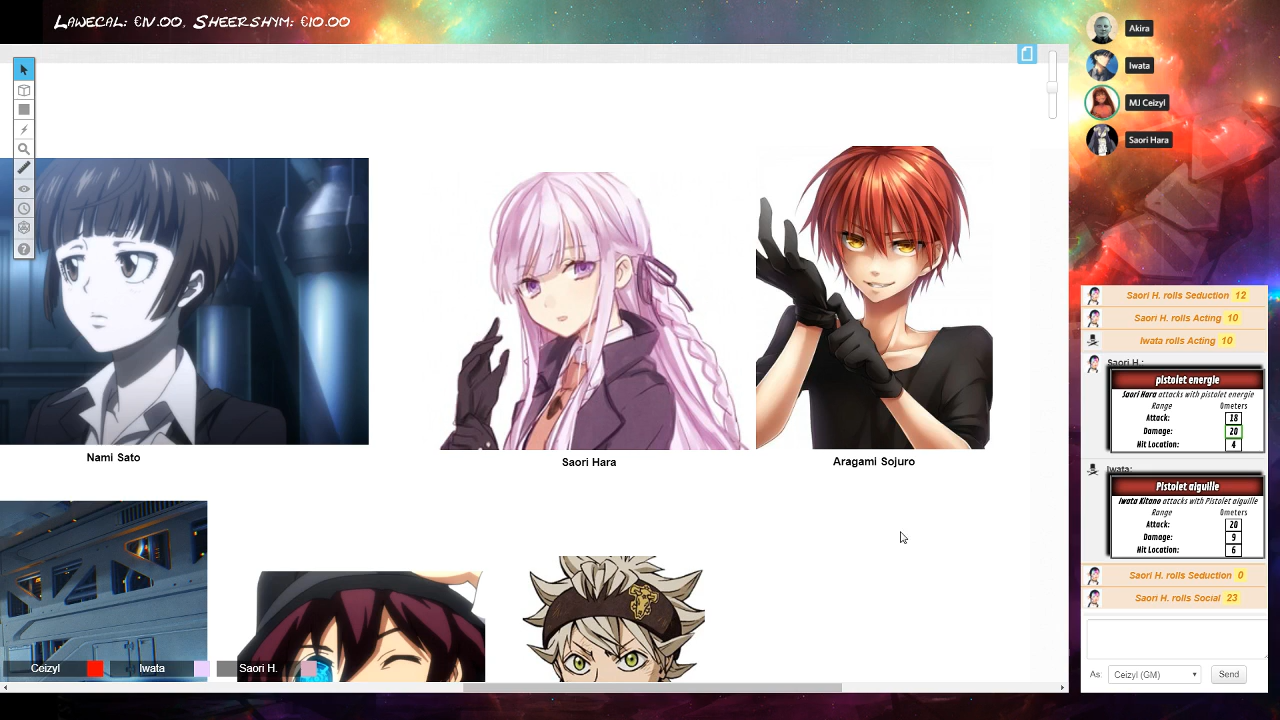 Lawecal: €10.00, Sheershym: €10.00
Akira
Iwata
MJ Ceizyl
Saori Hara
Nami Sato
Saori Hara
Aragami Sojuro
Ceizyl
Iwata
Saori H.
Saori H. rolls Seduction 12
Saori H. rolls Acting 10
Iwata rolls Acting 10
Saori H.:
pistolet energie
Saori Hara attacks with pistolet energie
Range 0meters
Attack: 18
Damage: 20
Hit Location: 4
Iwata:
Pistolet aiguille
Iwata Kitano attacks with Pistolet aiguille
Range 0meters
Attack: 20
Damage: 9
Hit Location: 6
Saori H. rolls Seduction 0
Saori H. rolls Social 23
As: Ceizyl (GM) Send